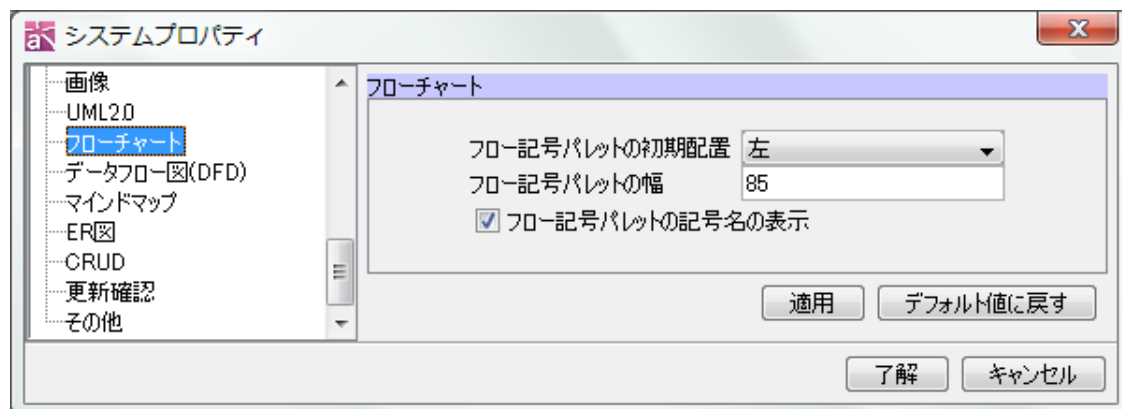 システムプロパティ
画像
UML2.0
フローチャート
データフロー図(DFD)
マインドマップ
ER図
CRUD
更新確認
その他
フローチャート
フロー記号パレットの初期配置 左
フロー記号パレットの幅 85
フロー記号パレットの記号名の表示
適用 デフォルト値に戻す
了解 キャンセル